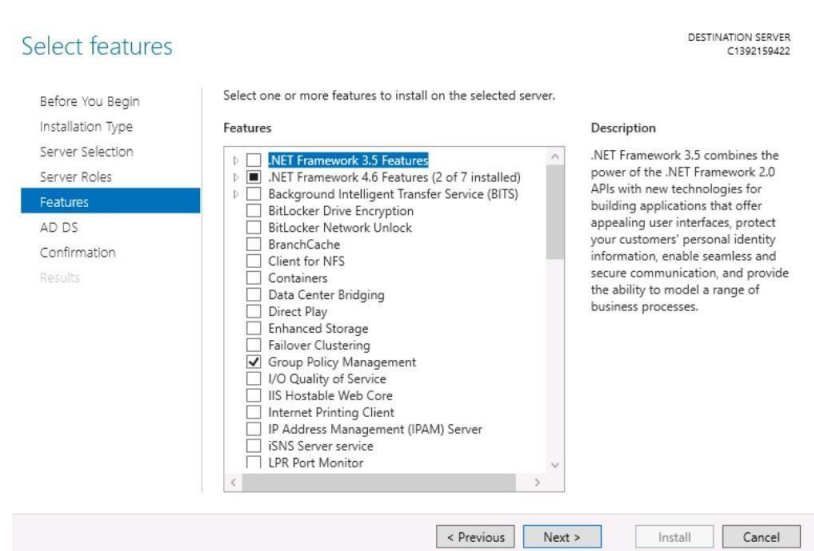 Select features
DESTINATION SERVER
C1392159422
Before You Begin
Installation Type
Server Selection
Server Roles
Features
AD DS
Confirmation
Results
Select one or more features to install on the selected server.
Features
.NET Framework 3.5 Features
.NET Framework 4.6 Features (2 of 7 installed)
Background Intelligent Transfer Service (BITS)
BitLocker Drive Encryption
BitLocker Network Unlock
BranchCache
Client for NFS
Containers
Data Center Bridging
Direct Play
Enhanced Storage
Failover Clustering
Group Policy Management
I/O Quality of Service
IIS Hostable Web Core
Internet Printing Client
IP Address Management (IPAM) Server
iSNS Server service
LPR Port Monitor
Description
.NET Framework 3.5 combines the
power of the .NET Framework 2.0
APIs with new technologies for
building applications that offer
appealing user interfaces, protect
your customers' personal identity
information, enable seamless and
secure communication, and provide
the ability to model a range of
business processes.
< Previous
Next >
Install
Cancel